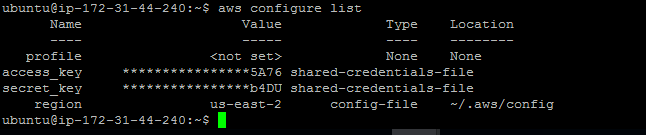 ubuntu@ip-172-31-44-240:~$ aws configure list
      Name                    Value             Type    Location
      ----                    -----             ----    --------
   profile                <not set>             None    None
access_key     ****************5A76 shared-credentials-file
secret_key     ****************b4DU shared-credentials-file
    region                us-east-2      config-file    ~/.aws/config
ubuntu@ip-172-31-44-240:~$